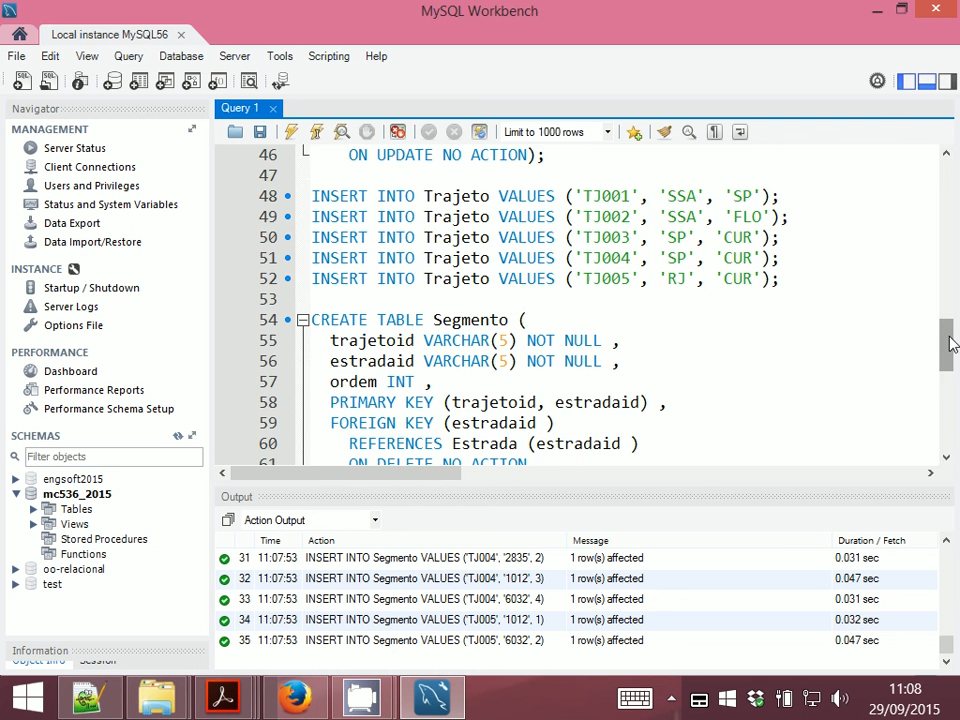 MySQL Workbench
Local instance MySQL56
File Edit View Query Database Server Tools Scripting Help
Navigator
MANAGEMENT
Server Status
Client Connections
Users and Privileges
Status and System Variables
Data Export
Data Import/Restore
INSTANCE
Startup / Shutdown
Server Logs
Options File
PERFORMANCE
Dashboard
Performance Reports
Performance Schema Setup
SCHEMAS
Filter objects
engsoft2015
mc536_2015
Tables
Views
Stored Procedures
Functions
oo-relacional
test
Information
Object Info Session
Query 1
Limit to 1000 rows
46 ON UPDATE NO ACTION);
47
48 INSERT INTO Trajeto VALUES ('TJ001', 'SSA', 'SP');
49 INSERT INTO Trajeto VALUES ('TJ002', 'SSA', 'FLO');
50 INSERT INTO Trajeto VALUES ('TJ003', 'SP', 'CUR');
51 INSERT INTO Trajeto VALUES ('TJ004', 'SP', 'CUR');
52 INSERT INTO Trajeto VALUES ('TJ005', 'RJ', 'CUR');
53
54 CREATE TABLE Segmento (
55 trajetoid VARCHAR(5) NOT NULL ,
56 estradaid VARCHAR(5) NOT NULL ,
57 ordem INT ,
58 PRIMARY KEY (trajetoid, estradaid) ,
59 FOREIGN KEY (estradaid )
60 REFERENCES Estrada (estradaid )
61 ON DELETE NO ACTION
Output
Action Output
Time Action Message Duration / Fetch
31 11:07:53 INSERT INTO Segmento VALUES ('TJ004', '2835', 2) 1 row(s) affected 0.031 sec
32 11:07:53 INSERT INTO Segmento VALUES ('TJ004', '1012', 3) 1 row(s) affected 0.047 sec
33 11:07:53 INSERT INTO Segmento VALUES ('TJ004', '6032', 4) 1 row(s) affected 0.031 sec
34 11:07:53 INSERT INTO Segmento VALUES ('TJ005', '1012', 1) 1 row(s) affected 0.032 sec
35 11:07:53 INSERT INTO Segmento VALUES ('TJ005', '6032', 2) 1 row(s) affected 0.047 sec
11:08
29/09/2015